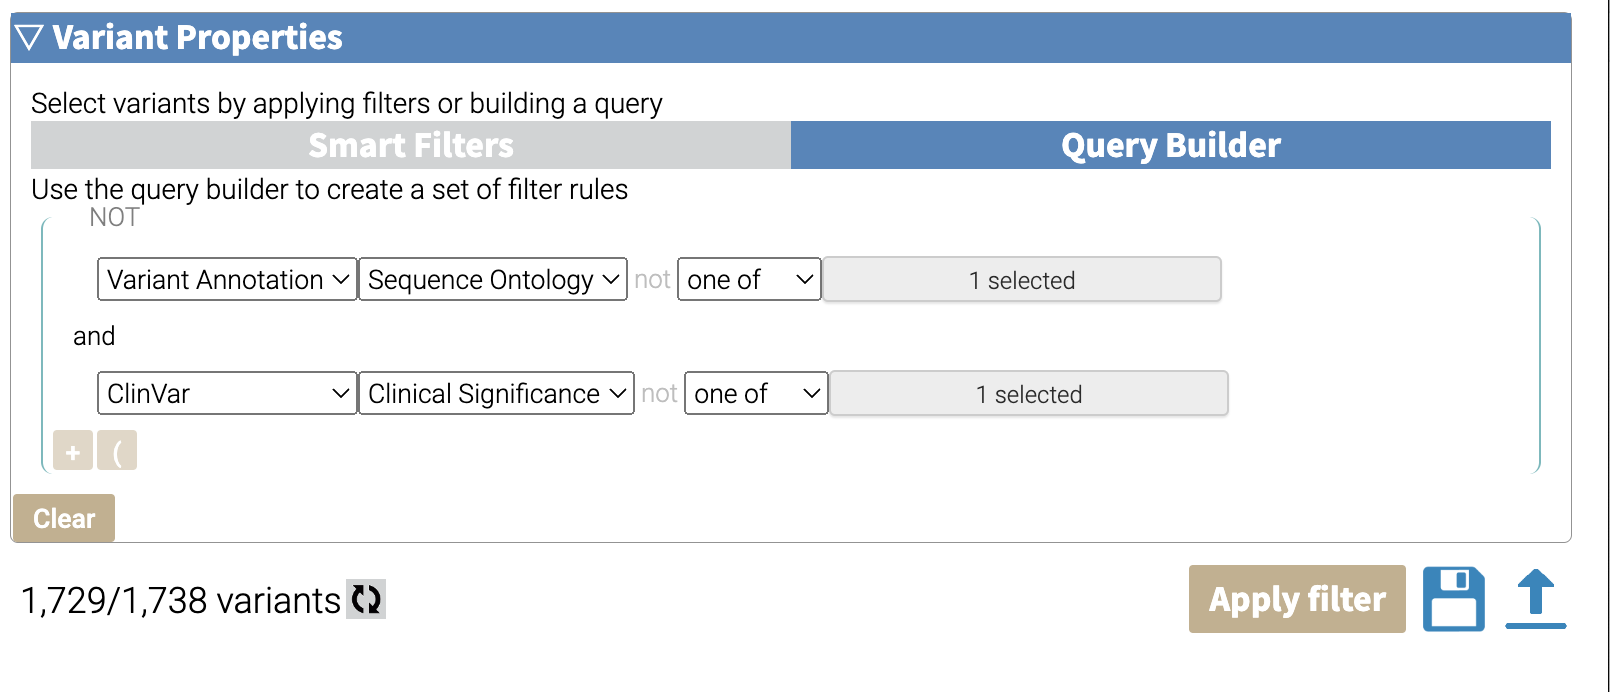 Variant Properties
Select variants by applying filters or building a query
Smart Filters Query Builder
Use the query builder to create a set of filter rules
NOT
Variant Annotation Sequence Ontology not one of 1 selected
and
ClinVar Clinical Significance not one of 1 selected
+ (
Clear
1,729/1,738 variants Apply filter